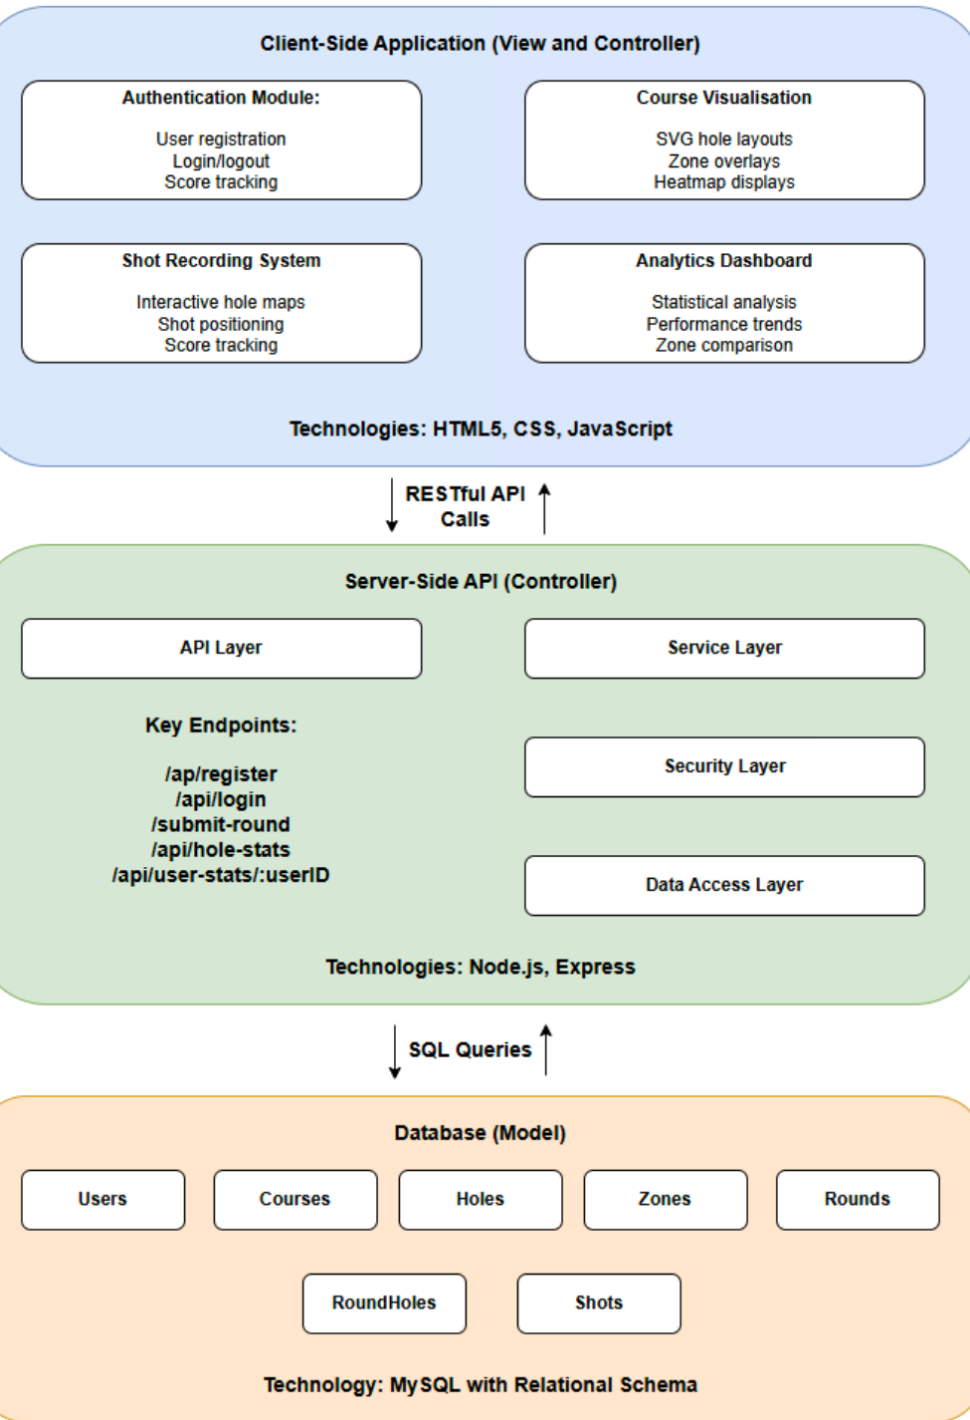 Client-Side Application (View and Controller)
Authentication Module:
User registration
Login/logout
Score tracking
Course Visualisation
SVG hole layouts
Zone overlays
Heatmap displays
Shot Recording System
Interactive hole maps
Shot positioning
Score tracking
Analytics Dashboard
Statistical analysis
Performance trends
Zone comparison
Technologies: HTML5, CSS, JavaScript
RESTful API
Calls
Server-Side API (Controller)
API Layer
Key Endpoints:
/ap/register
/api/login
/submit-round
/api/hole-stats
/api/user-stats/:userID
Service Layer
Security Layer
Data Access Layer
Technologies: Node.js, Express
SQL Queries
Database (Model)
Users
Courses
Holes
Zones
Rounds
RoundHoles
Shots
Technology: MySQL with Relational Schema